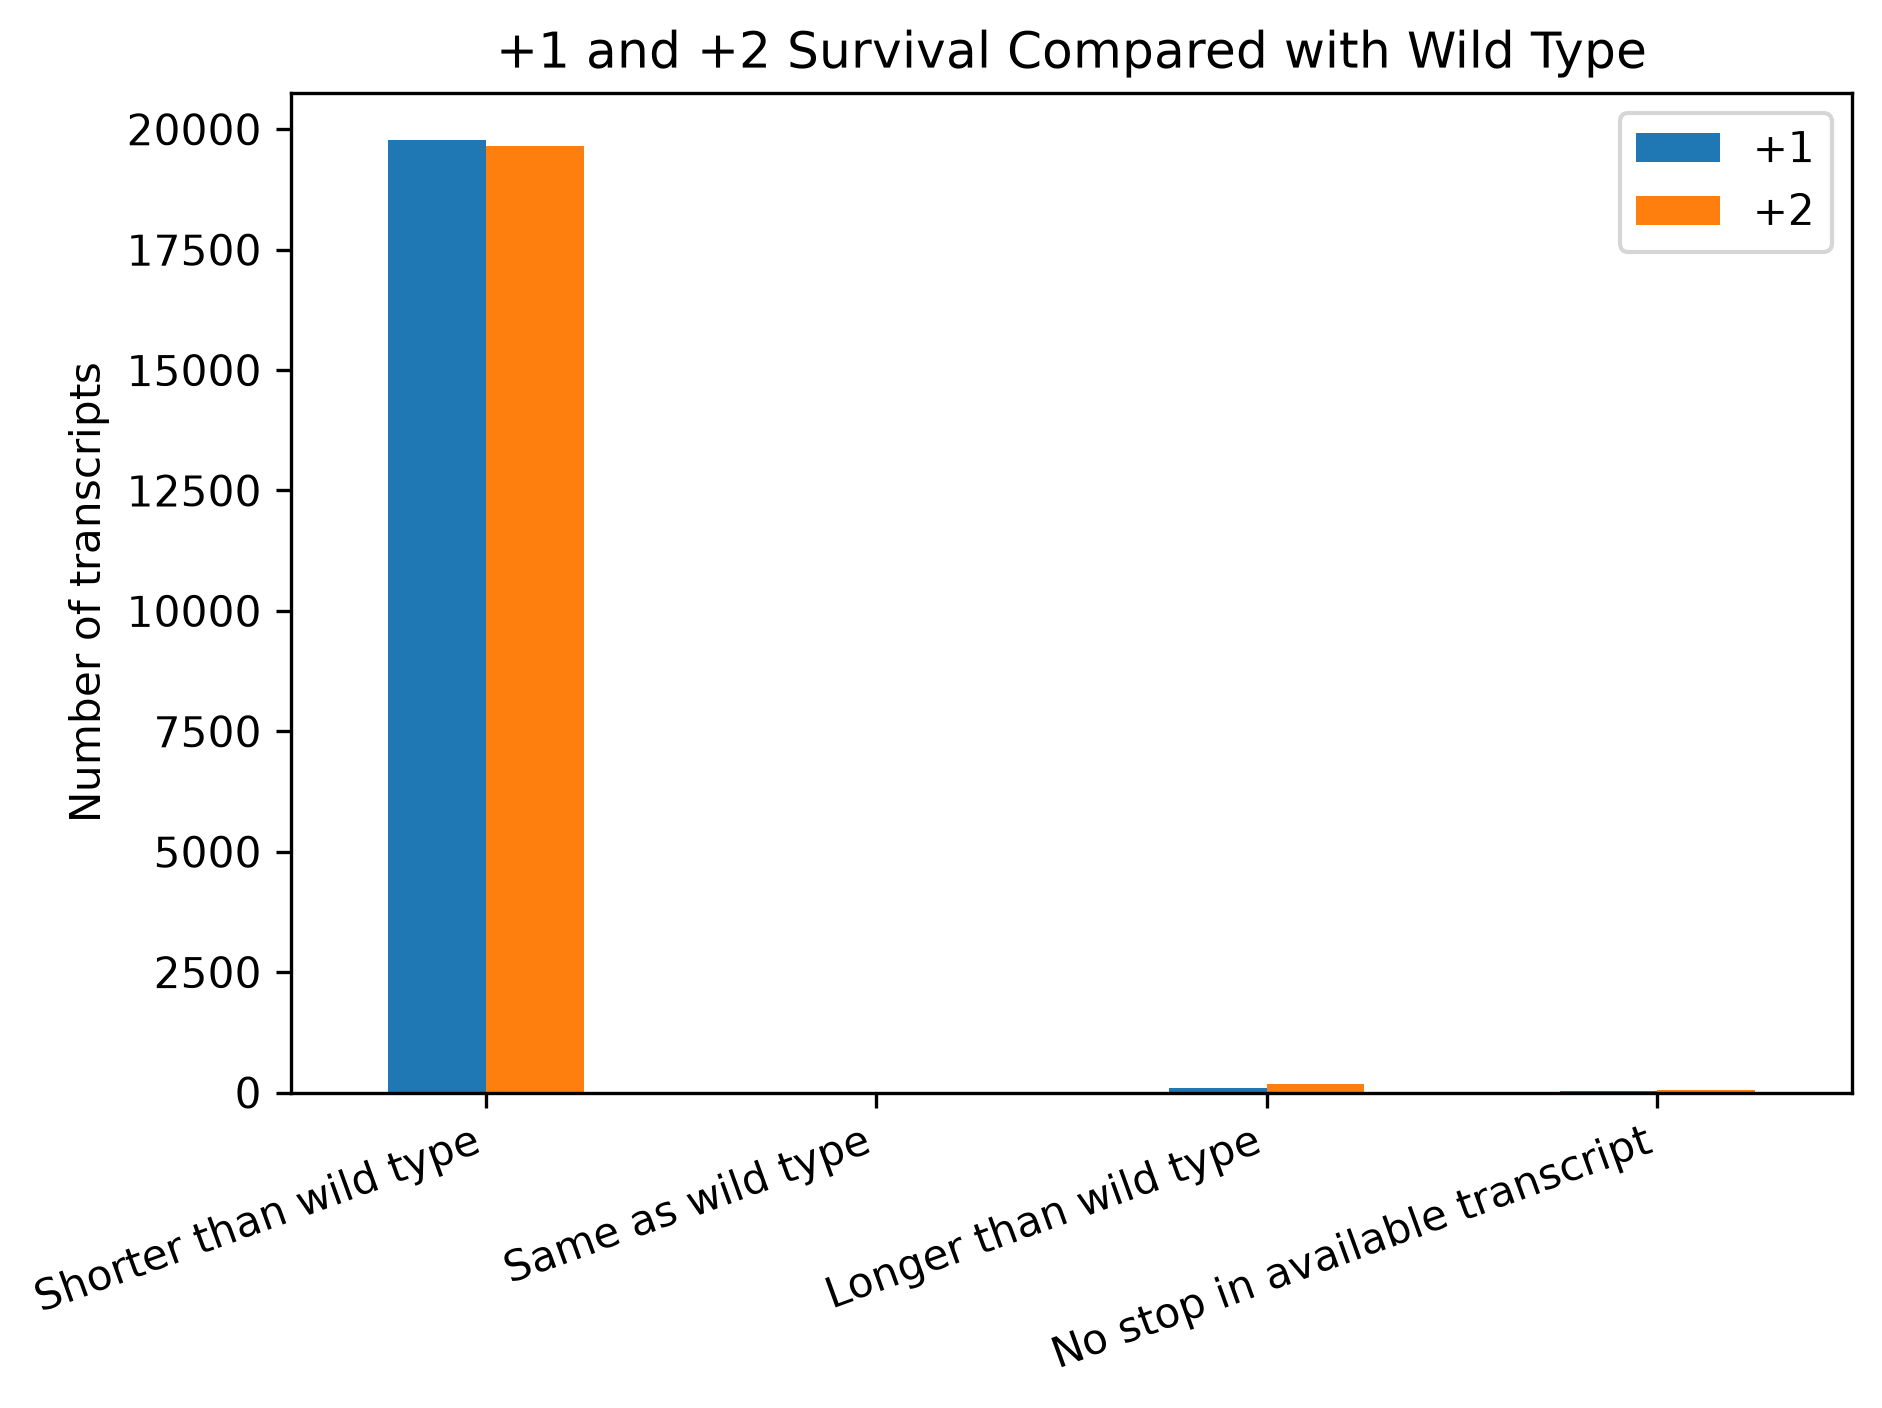 +1 and +2 Survival Compared with Wild Type
+1
+2
Number of transcripts
20000
17500
15000
12500
10000
7500
5000
2500
0
Shorter than wild type
Same as wild type
Longer than wild type
No stop in available transcript